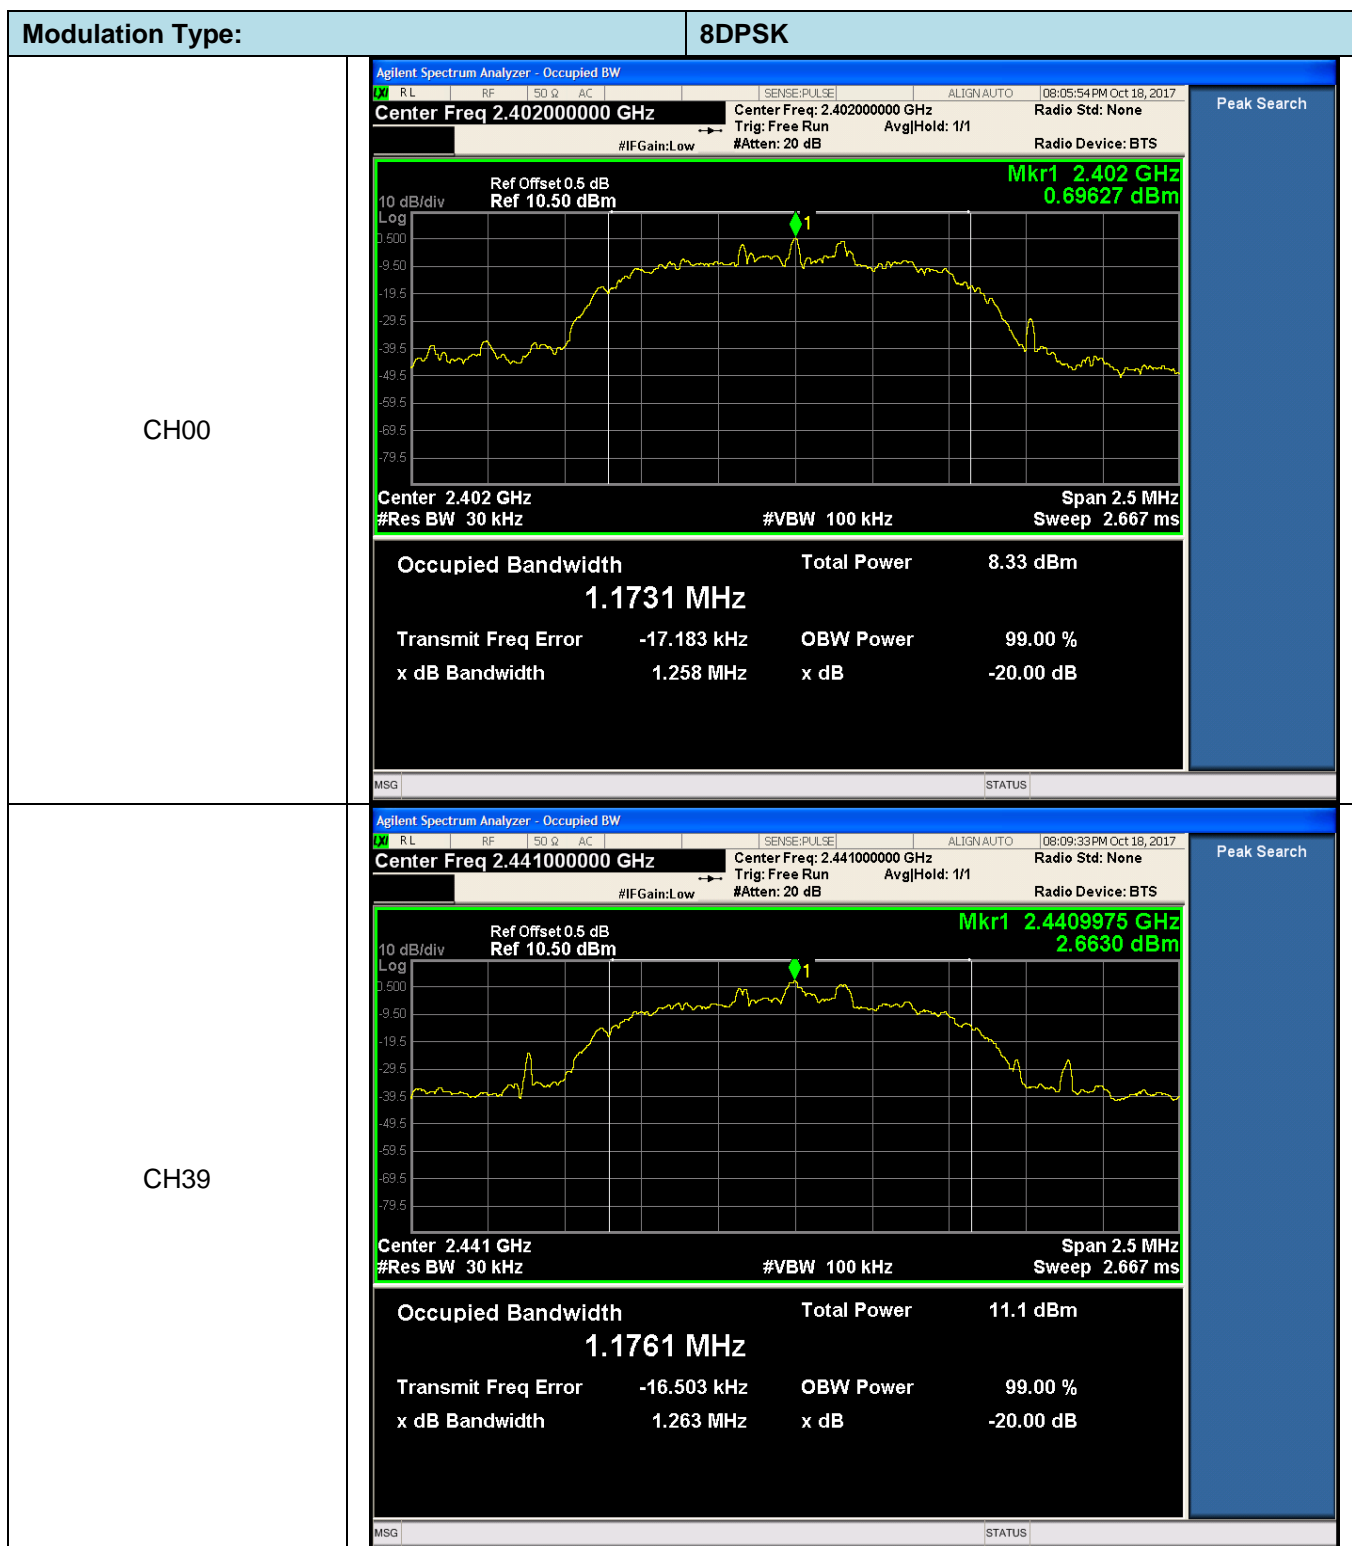 Modulation Type: 8DPSK
CH00
Agilent Spectrum Analyzer - Occupied BW
LXI RL RF 50 Ω AC SENSE:PULSE ALIGNAUTO 08:05:54 PM Oct 18, 2017
Center Freq 2.402000000 GHz Center Freq: 2.402000000 GHz Radio Std: None Peak Search
Trig: Free Run Avg|Hold: 1/1
#IFGain:Low #Atten: 20 dB Radio Device: BTS
Mkr1 2.402 GHz
Ref Offset 0.5 dB
10 dB/div Ref 10.50 dBm 0.69627 dBm
Log
1
0.500
-9.50
-19.5
-29.5
-39.5
-49.5
-59.5
-69.5
-79.5
Center 2.402 GHz Span 2.5 MHz
#Res BW 30 kHz #VBW 100 kHz Sweep 2.667 ms
Occupied Bandwidth Total Power 8.33 dBm
1.1731 MHz
Transmit Freq Error -17.183 kHz OBW Power 99.00 %
x dB Bandwidth 1.258 MHz x dB -20.00 dB
MSG STATUS
CH39
Agilent Spectrum Analyzer - Occupied BW
LXI RL RF 50 Ω AC SENSE:PULSE ALIGNAUTO 08:09:33 PM Oct 18, 2017
Center Freq 2.441000000 GHz Center Freq: 2.441000000 GHz Radio Std: None Peak Search
Trig: Free Run Avg|Hold: 1/1
#IFGain:Low #Atten: 20 dB Radio Device: BTS
Mkr1 2.4409975 GHz
Ref Offset 0.5 dB
10 dB/div Ref 10.50 dBm 2.6630 dBm
Log
1
0.500
-9.50
-19.5
-29.5
-39.5
-49.5
-59.5
-69.5
-79.5
Center 2.441 GHz Span 2.5 MHz
#Res BW 30 kHz #VBW 100 kHz Sweep 2.667 ms
Occupied Bandwidth Total Power 11.1 dBm
1.1761 MHz
Transmit Freq Error -16.503 kHz OBW Power 99.00 %
x dB Bandwidth 1.263 MHz x dB -20.00 dB
MSG STATUS